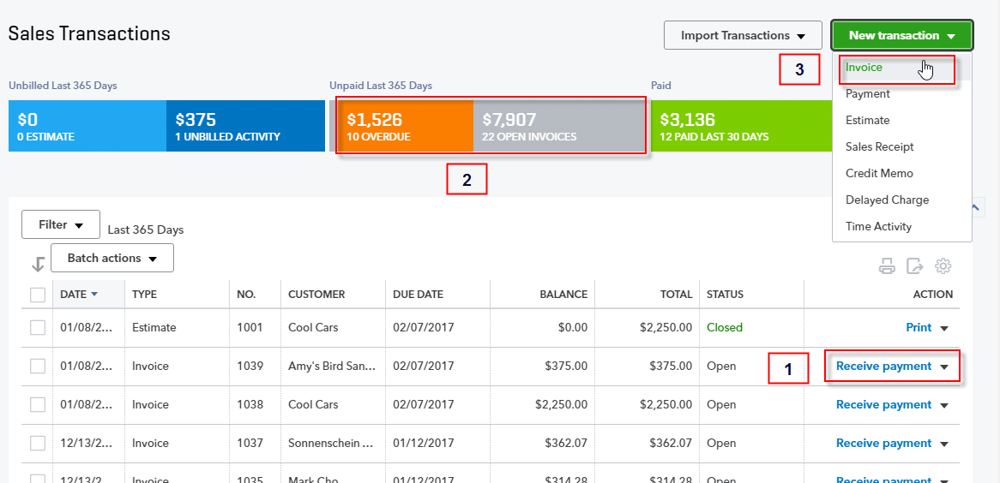 Sales Transactions
Import Transactions
New transaction
3
Invoice
Payment
Estimate
Sales Receipt
Credit Memo
Delayed Charge
Time Activity
Unbilled Last 365 Days
Unpaid Last 365 Days
Paid
$0
0 ESTIMATE
$375
1 UNBILLED ACTIVITY
$1,526
10 OVERDUE
$7,907
22 OPEN INVOICES
$3,136
12 PAID LAST 30 DAYS
2
Filter
Last 365 Days
Batch actions
DATE TYPE NO. CUSTOMER DUE DATE BALANCE TOTAL STATUS ACTION
01/08/2... Estimate 1001 Cool Cars 02/07/2017 $0.00 $2,250.00 Closed Print
01/08/2... Invoice 1039 Amy's Bird San... 02/07/2017 $375.00 $375.00 Open 1 Receive payment
01/08/2... Invoice 1038 Cool Cars 02/07/2017 $2,250.00 $2,250.00 Open Receive payment
12/13/2... Invoice 1037 Sonnenschein ... 01/12/2017 $362.07 $362.07 Open Receive payment
12/13/2... Invoice 1035 Mark Cho 01/12/2017 $314.28 $314.28 Open Receive payment